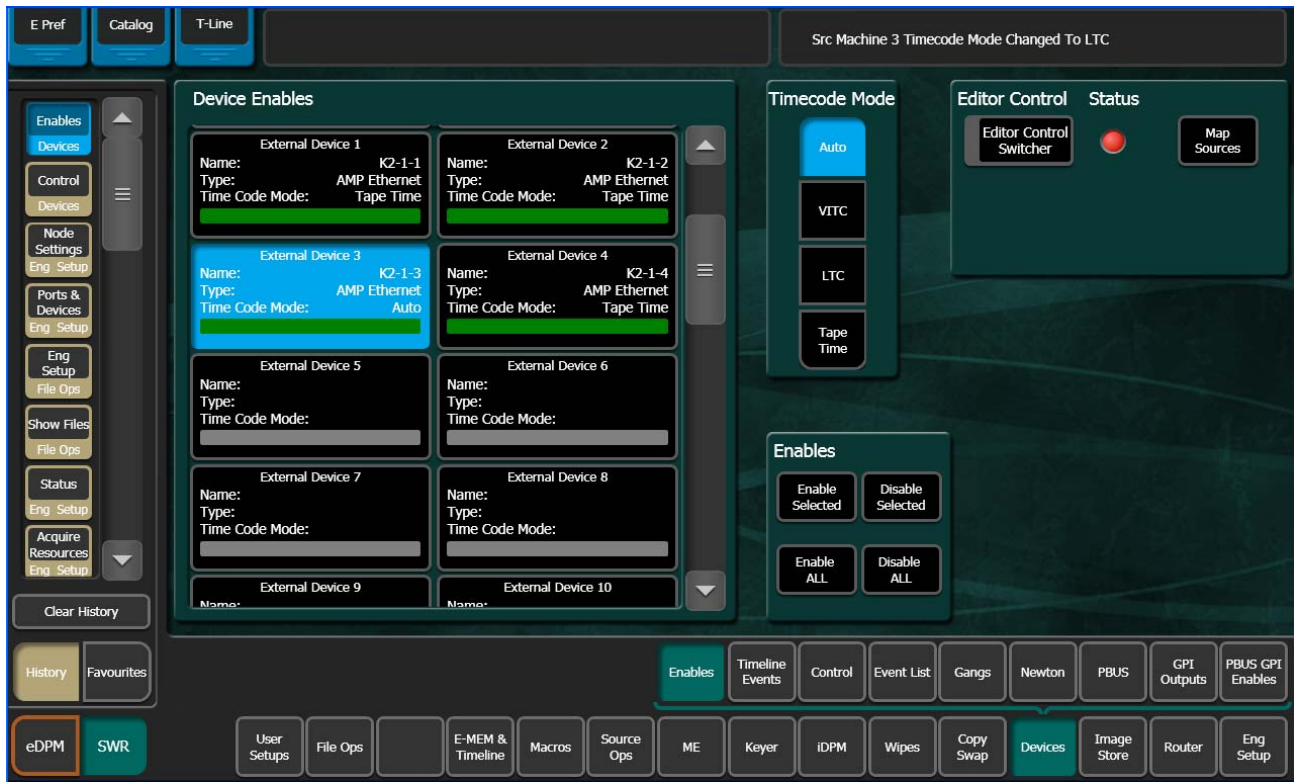 E Pref
Catalog
T-Line
Src Machine 3 Timecode Mode Changed To LTC
Enables
Devices
Control
Devices
Node
Settings
Eng Setup
Ports &
Devices
Eng Setup
Eng
Setup
File Ops
Show Files
File Ops
Status
Eng Setup
Acquire
Resources
Eng Setup
Clear History
History
Favourites
Device Enables
External Device 1
Name: K2-1-1
Type: AMP Ethernet
Time Code Mode: Tape Time
External Device 2
Name: K2-1-2
Type: AMP Ethernet
Time Code Mode: Tape Time
External Device 3
Name: K2-1-3
Type: AMP Ethernet
Time Code Mode: Auto
External Device 4
Name: K2-1-4
Type: AMP Ethernet
Time Code Mode: Tape Time
External Device 5
Name:
Type:
Time Code Mode:
External Device 6
Name:
Type:
Time Code Mode:
External Device 7
Name:
Type:
Time Code Mode:
External Device 8
Name:
Type:
Time Code Mode:
External Device 9
Name:
External Device 10
Name:
Timecode Mode
Auto
VITC
LTC
Tape
Time
Editor Control
Status
Editor Control
Switcher
Map
Sources
Enables
Enable
Selected
Disable
Selected
Enable
ALL
Disable
ALL
Enables
Timeline
Events
Control
Event List
Gangs
Newton
PBUS
GPI
Outputs
PBUS GPI
Enables
eDPM
SWR
User
Setups
File Ops
E-MEM &
Timeline
Macros
Source
Ops
ME
Keyer
iDPM
Wipes
Copy
Swap
Devices
Image
Store
Router
Eng
Setup